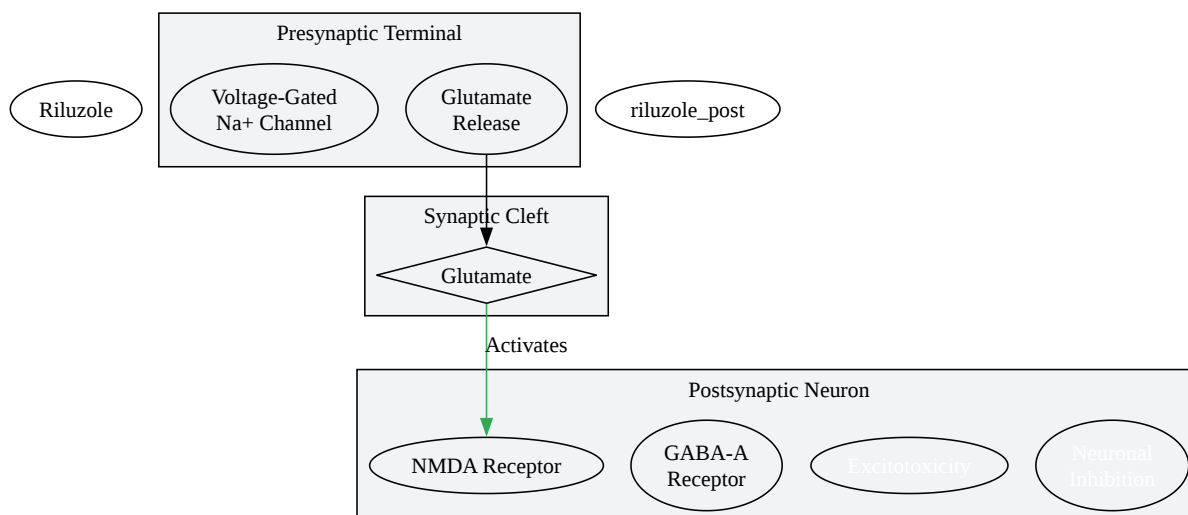 Presynaptic Terminal
Riluzole
Voltage-Gated
Na+ Channel
Glutamate
Release
riluzole_post
Synaptic Cleft
Glutamate
Activates
Postsynaptic Neuron
NMDA Receptor
GABA-A
Receptor
Excitotoxicity
Neuronal
Inhibition